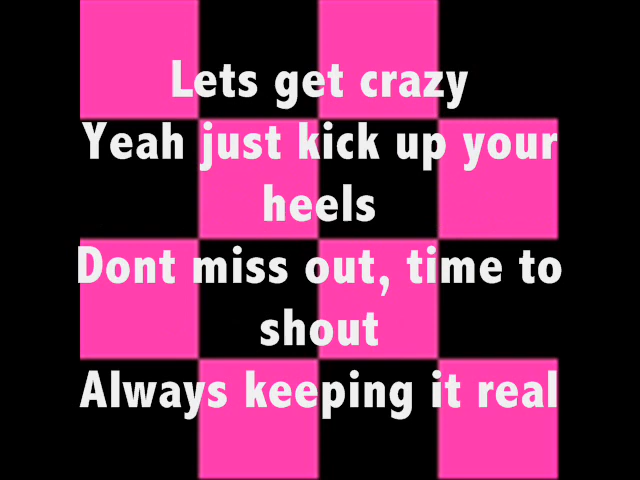 Lets get crazy
Yeah just kick up your
heels
Dont miss out, time to
shout
Always keeping it real